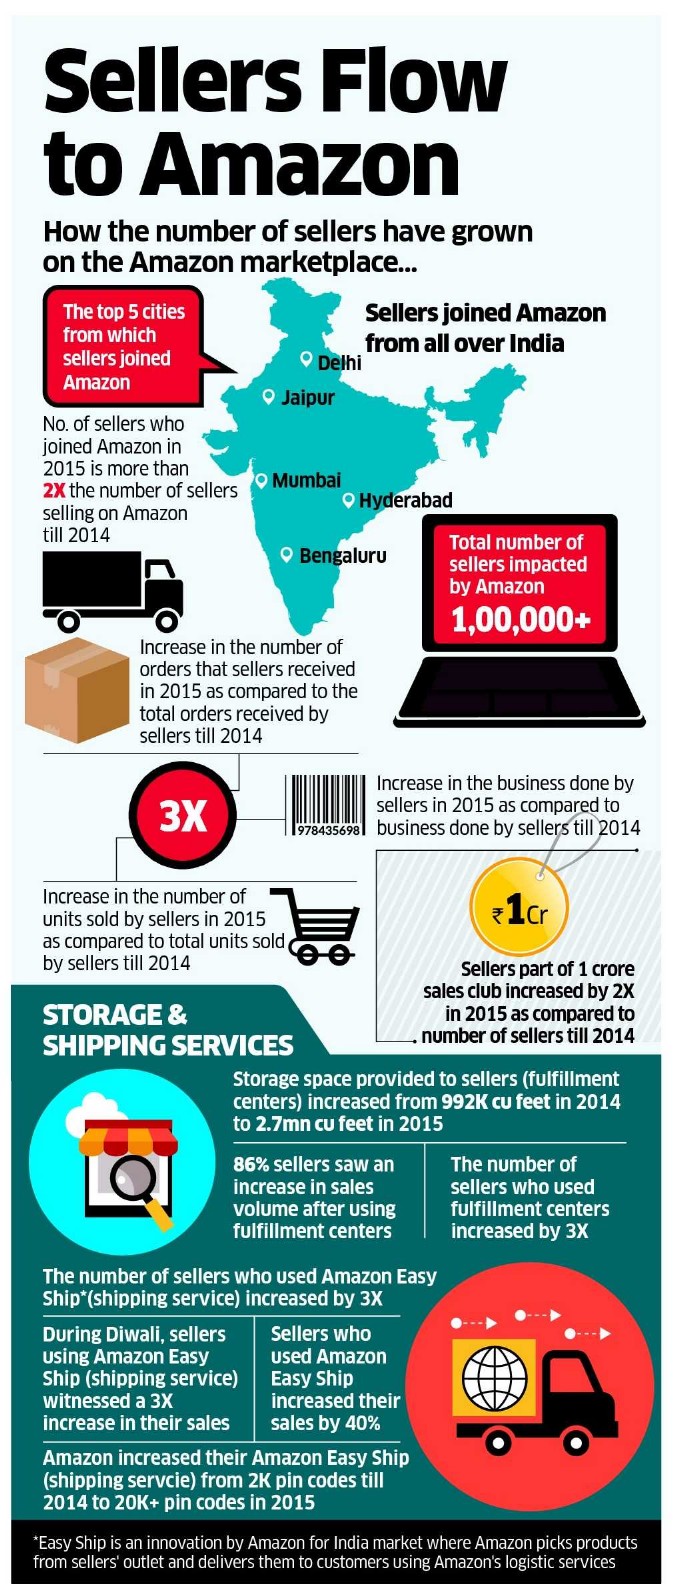 Sellers Flow
to Amazon
How the number of sellers have grown
on the Amazon marketplace...
The top 5 cities
from which
sellers joined
Amazon
Sellers joined Amazon
from all over India
Delhi
Jaipur
Mumbai
Hyderabad
Bengaluru
No. of sellers who
joined Amazon in
2015 is more than
2X the number of sellers
selling on Amazon
till 2014
Total number of
sellers impacted
by Amazon
1,00,000+
Increase in the number of
orders that sellers received
in 2015 as compared to the
total orders received by
sellers till 2014
3X
978435698
Increase in the business done by
sellers in 2015 as compared to
business done by sellers till 2014
Increase in the number of
units sold by sellers in 2015
as compared to total units sold
by sellers till 2014
₹1Cr
Sellers part of 1 crore
sales club increased by 2X
in 2015 as compared to
number of sellers till 2014
STORAGE &
SHIPPING SERVICES
Storage space provided to sellers (fulfillment
centers) increased from 992K cu feet in 2014
to 2.7mn cu feet in 2015
86% sellers saw an
increase in sales
volume after using
fulfillment centers
The number of
sellers who used
fulfillment centers
increased by 3X
The number of sellers who used Amazon Easy
Ship*(shipping service) increased by 3X
During Diwali, sellers
using Amazon Easy
Ship (shipping service)
witnessed a 3X
increase in their sales
Sellers who
used Amazon
Easy Ship
increased their
sales by 40%
Amazon increased their Amazon Easy Ship
(shipping servcie) from 2K pin codes till
2014 to 20K+ pin codes in 2015
*Easy Ship is an innovation by Amazon for India market where Amazon picks products
from sellers' outlet and delivers them to customers using Amazon's logistic services